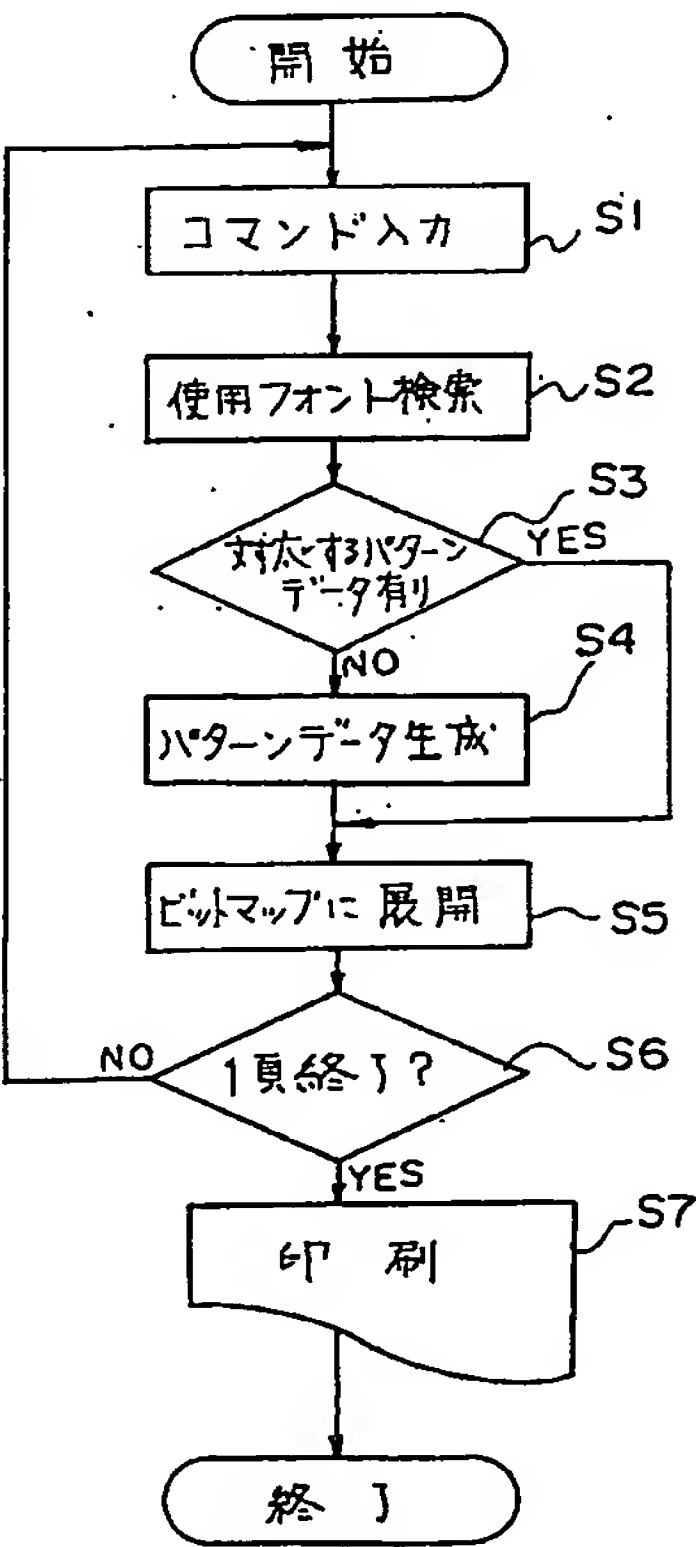 開始
コマンド入力
S1
使用フォント検索
S2
S3
対応するパターン
データ有り
YES
NO
S4
パターンデータ生成
ビットマップに展開
S5
1頁終了?
S6
NO
YES
印刷
S7
終了